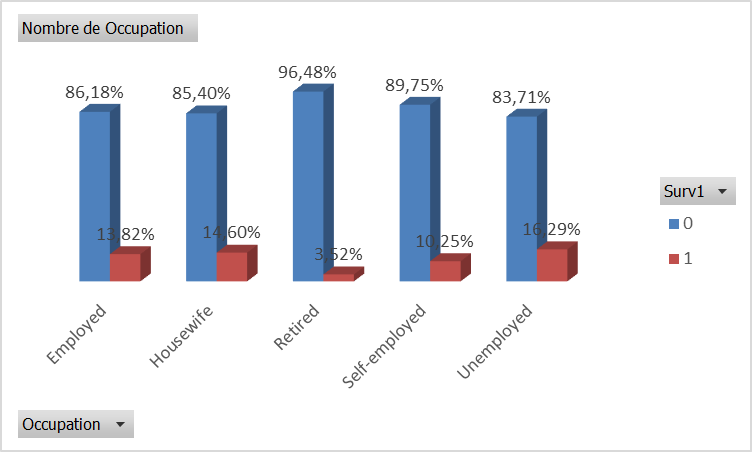 Nombre de Occupation
86,18%
85,40%
96,48%
89,75%
83,71%
13,82%
14,60%
3,52%
10,25%
16,29%
Surv1
0
1
Employed
Housewife
Retired
Self-employed
Unemployed
Occupation